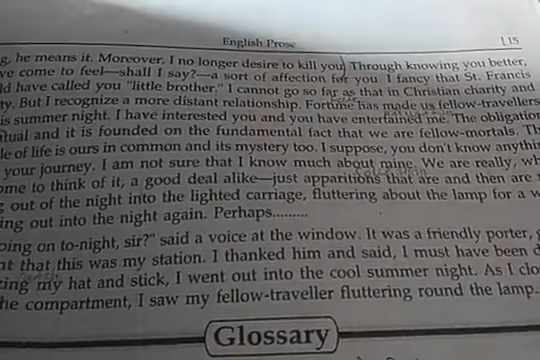 English Prose
[15
g, he means it. Moreover, I no longer desire to kill you. Through knowing you better,
ve come to feel—shall I say?—a sort of affection for you. I fancy that St. Francis
ld have called you "little brother." I cannot go so far as that in Christian charity and
ty. But I recognize a more distant relationship. Fortune has made us fellow-travellers
is summer night. I have interested you and you have entertained The obligation
tual and it is founded on the fundamental fact that we are fellow-mortals. Th
le of life is ours in common and its mystery too. I suppose, you don't know anythin
your journey. I am not sure that I know much about mine. We are really, wh
ome to think of it, a good deal alike—just apparitions that are and then are
g out of the night into the lighted carriage, fluttering about the lamp for a w
ing out into the night again. Perhaps.........
oing on to-night, sir?" said a voice at the window. It was a friendly porter,
nt that this was my station. I thanked him and said, I must have been d
zing my hat and stick, I went out into the cool summer night. As I clo
he compartment, I saw my fellow-traveller fluttering round the lamp..
Glossary